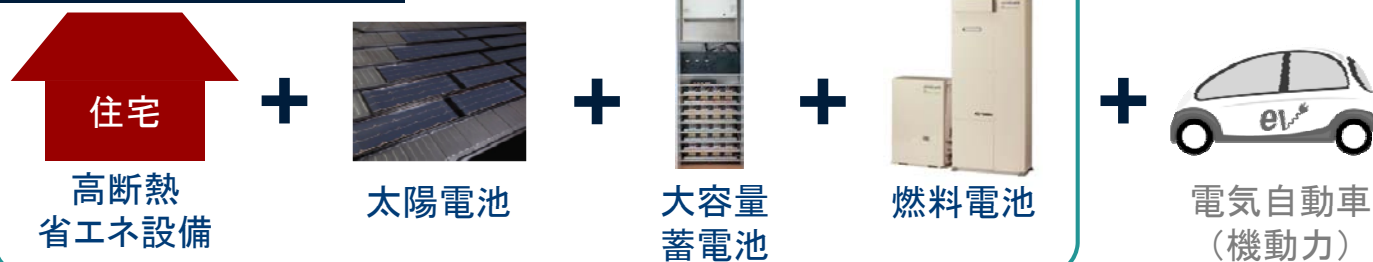 住宅
+
+
+
+
高断熱
省エネ設備
太陽電池
大容量
蓄電池
燃料電池
ev
電気自動車
（機動力）